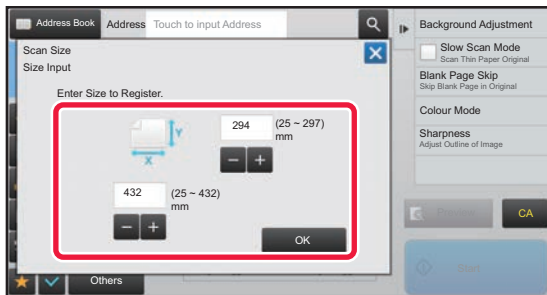 Address Book
Address
Touch to input Address
Background Adjustment
Scan Size
Slow Scan Mode
Scan Thin Paper Original
Size Input
Blank Page Skip
Skip Blank Page in Original
Enter Size to Register.
Colour Mode
Y
X
294
(25 ~ 297)
mm
Sharpness
Adjust Outline of Image
− +
432
(25 ~ 432)
mm
− +
OK
Preview
CA
Start
Others